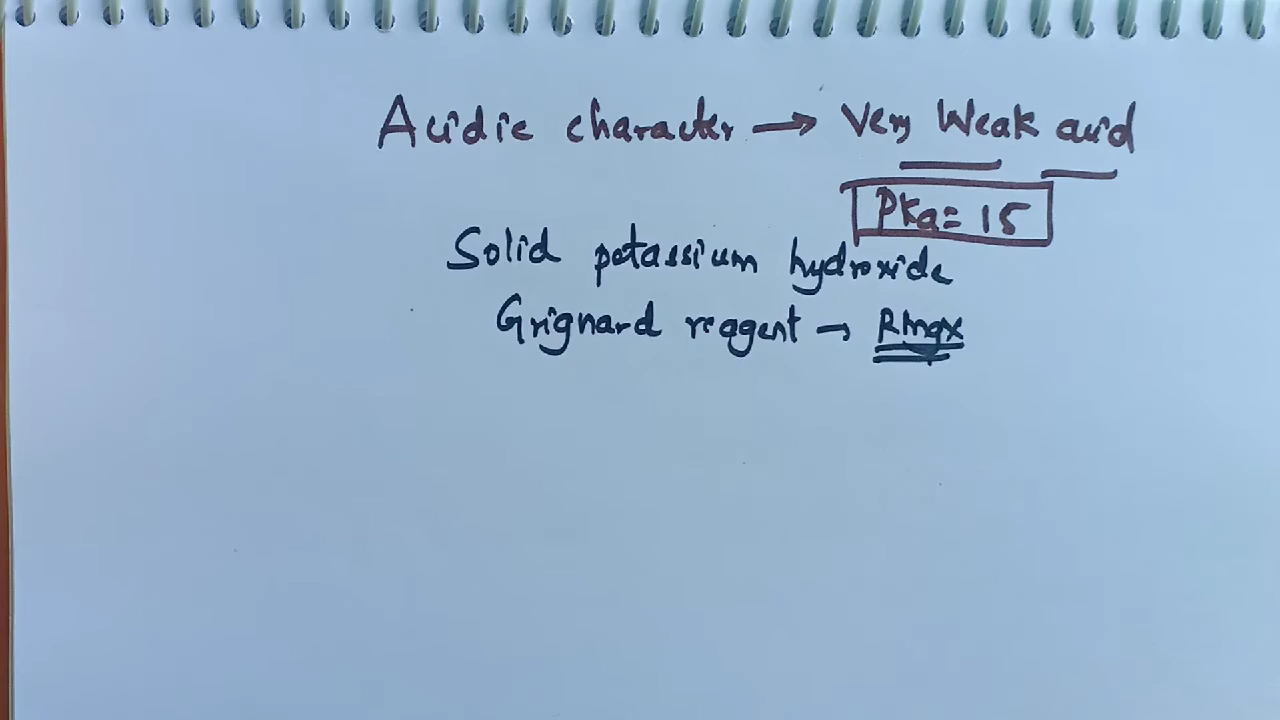 Acidic character → Very Weak acid
PKa = 15
Solid potassium hydroxide
Grignard reagent → RMgx